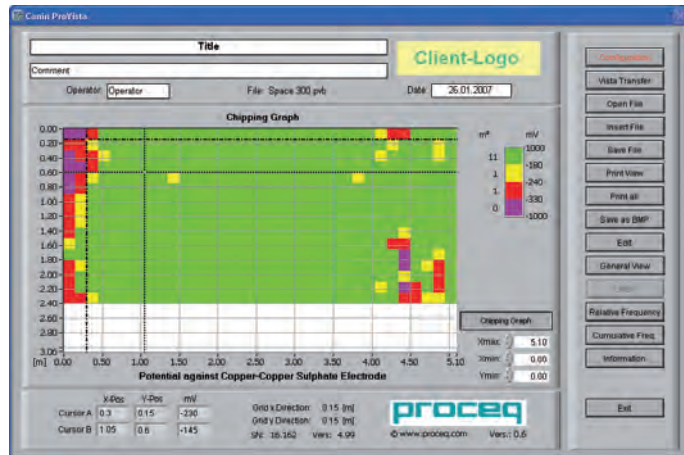 Canin ProVista
Title
Comment
Operator: Operator
File: Space 300.pvb
Date: 26.01.2007
Client-Logo
Chipping Graph
0.00
0.20
0.40
0.60
0.80
1.00
1.20
1.40
1.60
1.80
2.00
2.20
2.40
2.60
2.80
3.00
[m] 0.00 0.50 1.00 1.50 2.00 2.50 3.00 3.50 4.00 4.50 5.10
Potential against Copper-Copper Sulphate Electrode
m² mV
1000
11
-180
1
-240
1
-330
0
-1000
Chipping Graph
Xmax: 5.10
Xmin: 0.00
Ymin: 0.00
X-Pos Y-Pos mV
Cursor A 0.3 0.15 -230
Cursor B 1.05 0.6 -145
Grid x Direction: 0.15 [m]
Grid y Direction: 0.15 [m]
SN: 16.162 Vers: 4.99
proceq
© www.proceq.com Vers.: 0.6
Configuration
Vista Transfer
Open File
Insert File
Save File
Print View
Print all
Save as BMP
Edit
General View
Relative Frequency
Cumulative Freq.
Information
Exit